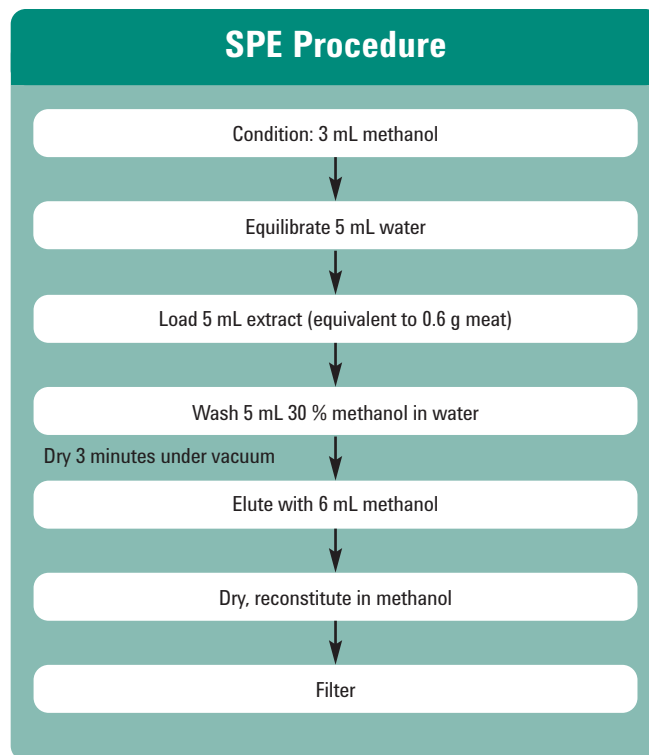 SPE Procedure
Condition: 3 mL methanol
Equilibrate 5 mL water
Load 5 mL extract (equivalent to 0.6 g meat)
Wash 5 mL 30 % methanol in water
Dry 3 minutes under vacuum
Elute with 6 mL methanol
Dry, reconstitute in methanol
Filter